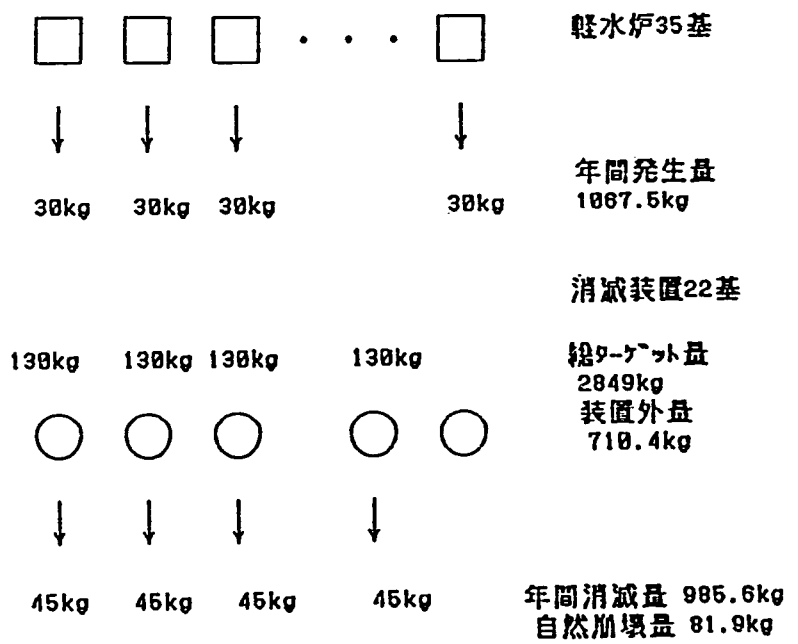 軽水炉35基
年間発生量
30kg 30kg 30kg 30kg 1067.5kg
消滅装置22基
130kg 130kg 130kg 130kg 総ターゲット量
2849kg
装置外量
710.4kg
45kg 45kg 45kg 45kg 年間消滅量 985.6kg
自然崩壊量 81.9kg